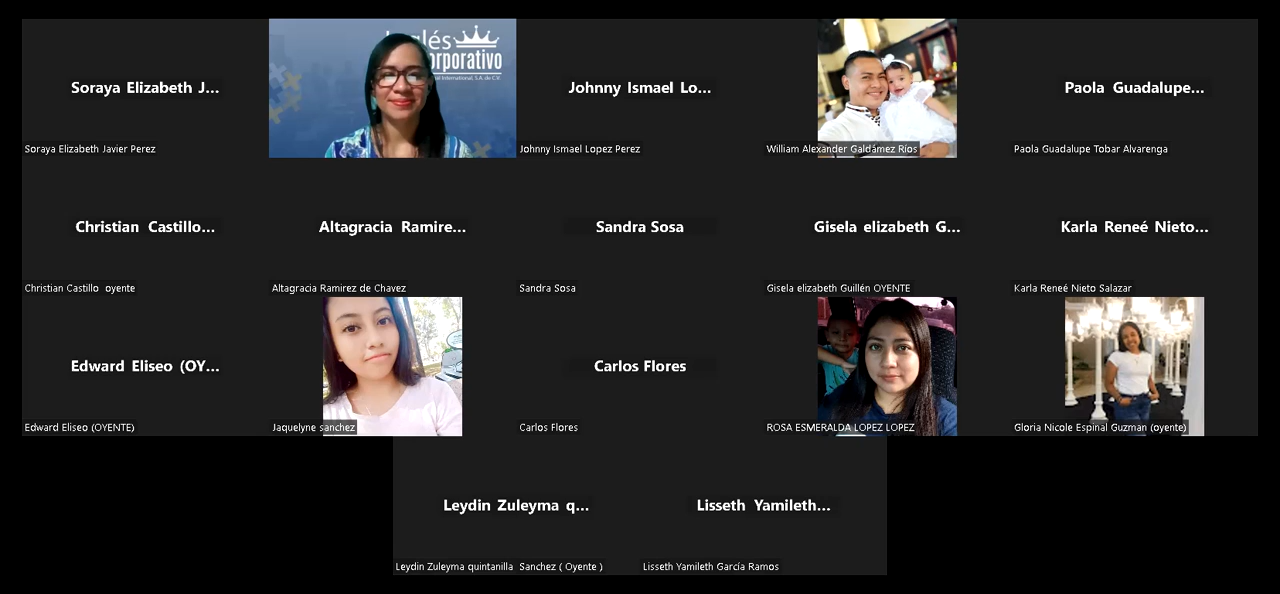 Soraya Elizabeth J...
Soraya Elizabeth Javier Perez
Inglés
orporativo
International, S.A. de C.V.
Johnny Ismael Lo...
Johnny Ismael Lopez Perez
William Alexander Galdámez Ríos
Paola Guadalupe...
Paola Guadalupe Tobar Alvarenga
Christian Castillo...
Christian Castillo oyente
Altagracia Ramire...
Altagracia Ramirez de Chavez
Sandra Sosa
Sandra Sosa
Gisela elizabeth G...
Gisela elizabeth Guillén OYENTE
Karla Reneé Nieto...
Karla Reneé Nieto Salazar
Edward Eliseo (OY...
Edward Eliseo (OYENTE)
Jaquelyne sanchez
Carlos Flores
Carlos Flores
ROSA ESMERALDA LOPEZ LOPEZ
Gloria Nicole Espinal Guzman (oyente)
Leydin Zuleyma q...
Leydin Zuleyma quintanilla Sanchez ( Oyente )
Lisseth Yamileth...
Lisseth Yamileth García Ramos